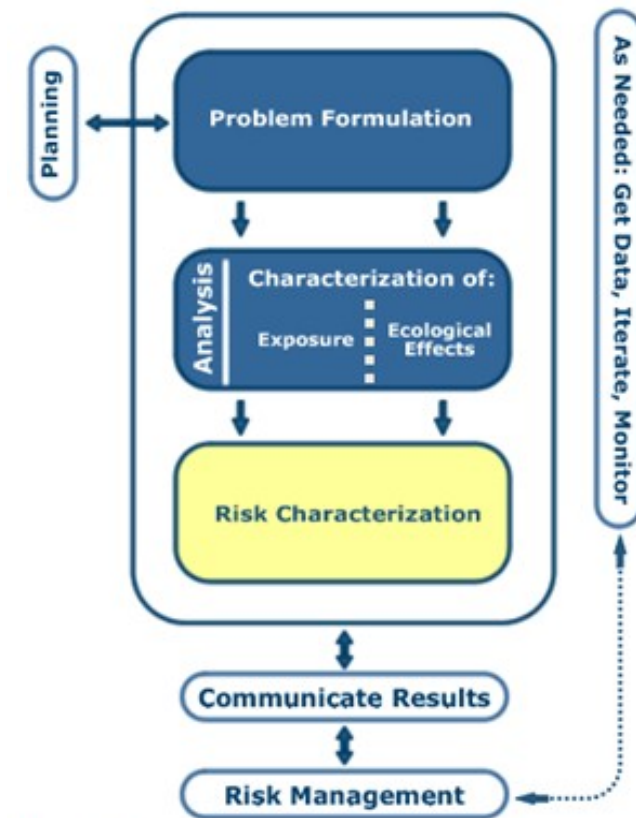 Planning
Problem Formulation
Analysis
Characterization of:
Exposure
Ecological
Effects
Risk Characterization
Communicate Results
Risk Management
As Needed: Get Data, Iterate, Monitor